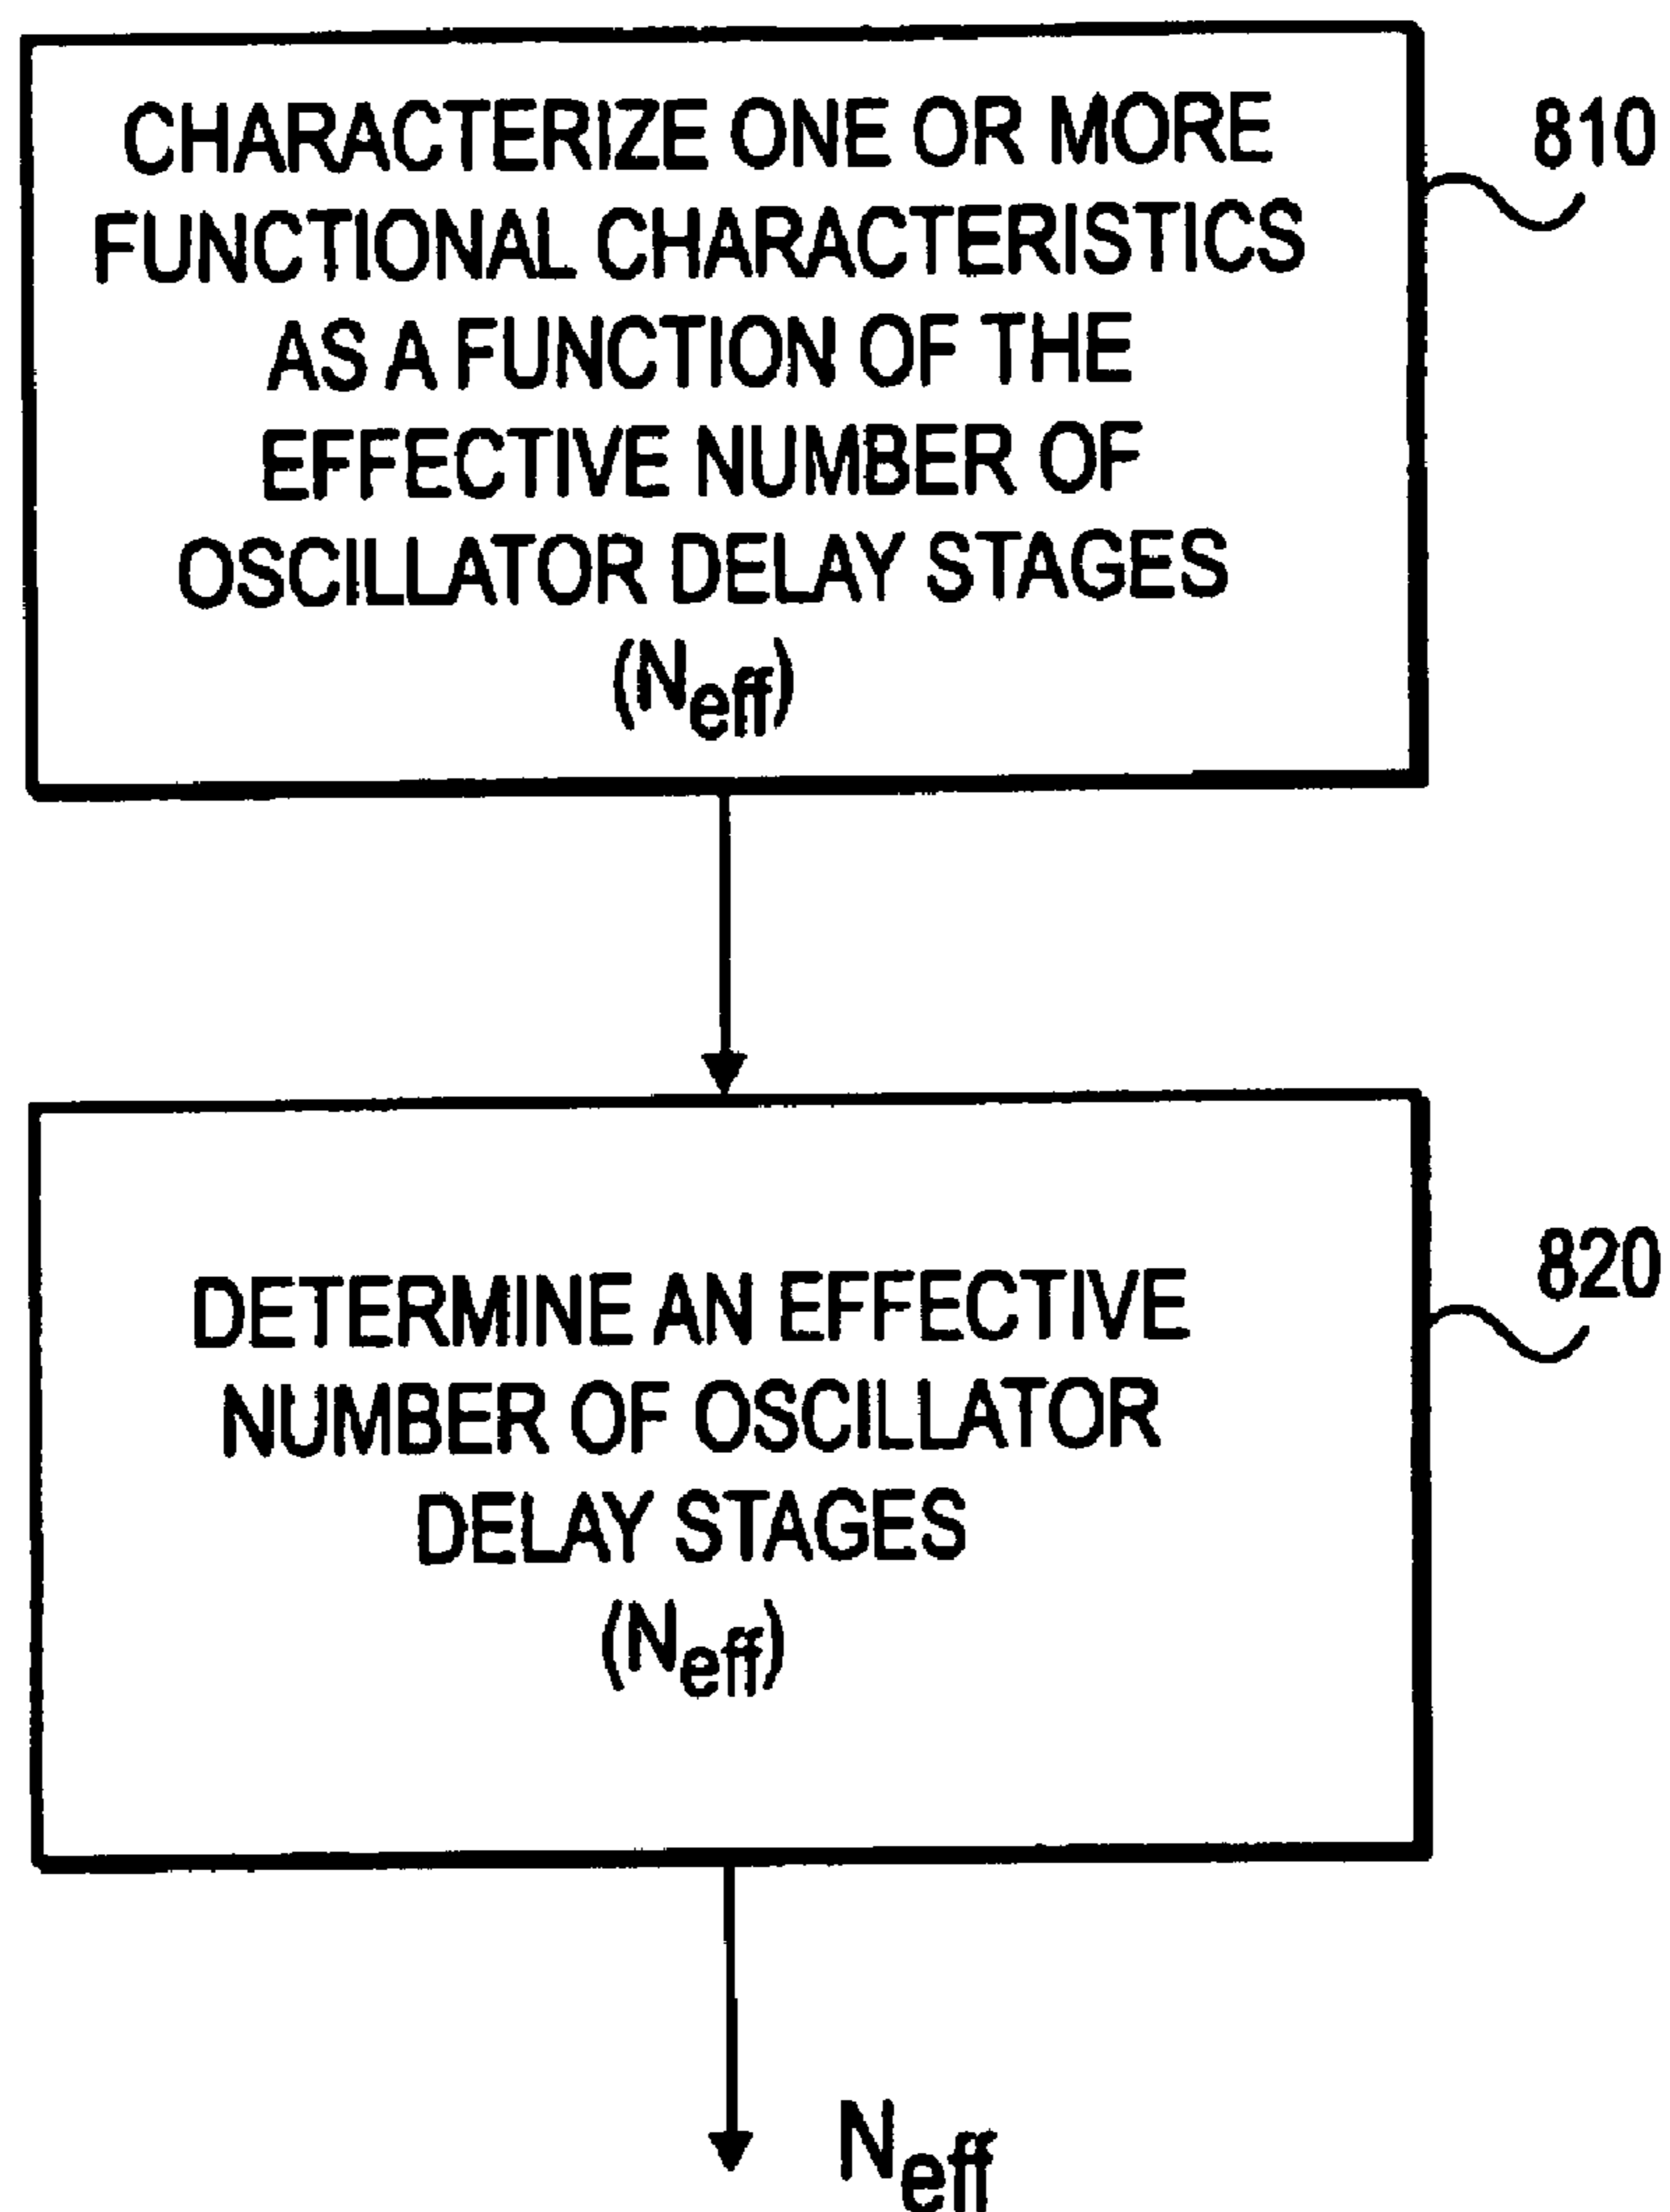 CHARACTERIZE ONE OR MORE
FUNCTIONAL CHARACTERISTICS
AS A FUNCTION OF THE
EFFECTIVE NUMBER OF
OSCILLATOR DELAY STAGES
(Neff)
810
DETERMINE AN EFFECTIVE
NUMBER OF OSCILLATOR
DELAY STAGES
(Neff)
820
Neff